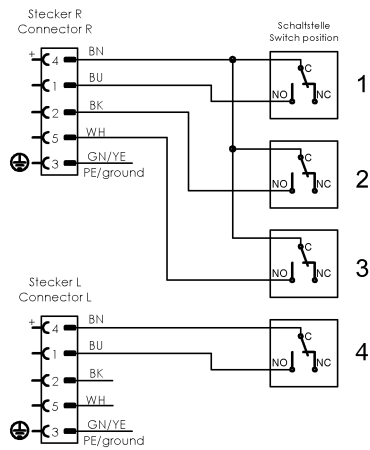 Stecker R
Connector R
Schaltstelle
Switch position
+ 4 BN
1 BU
2 BK
5 WH
3 GN/YE
PE/ground
C
NO NC
1
C
NO NC
2
C
NO NC
3
Stecker L
Connector L
+ 4 BN
1 BU
2 BK
5 WH
3 GN/YE
PE/ground
C
NO NC
4